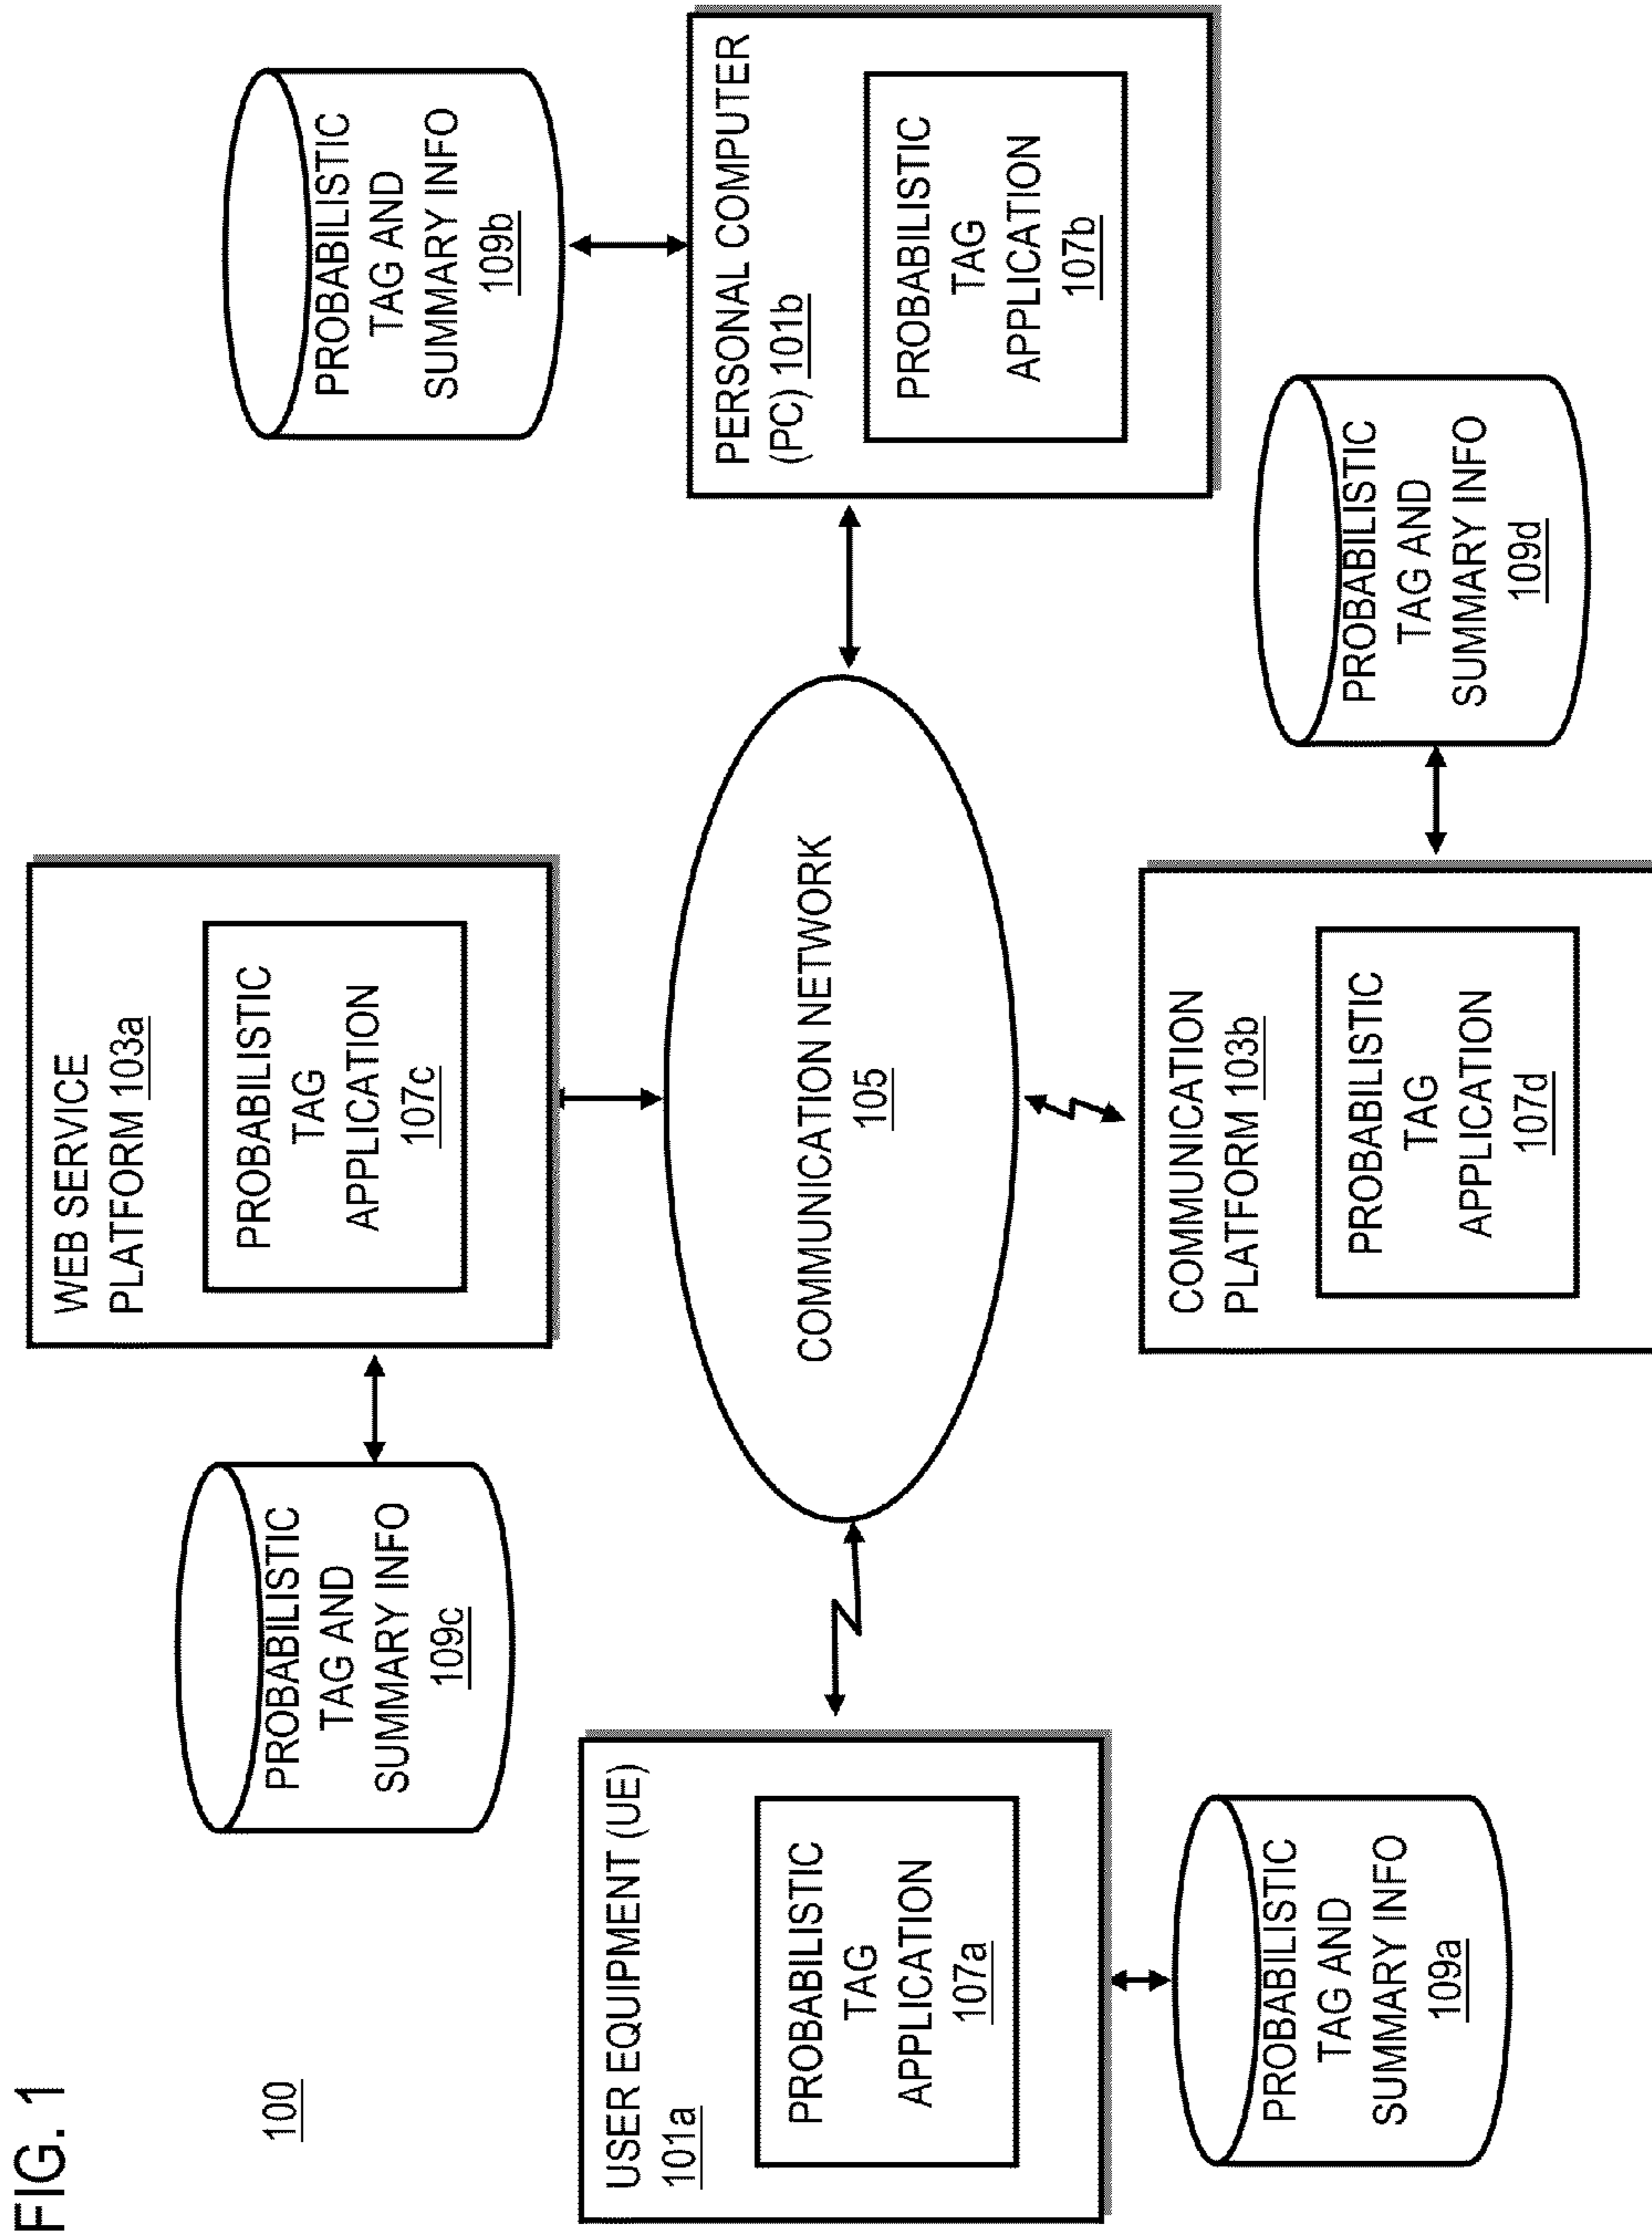 FIG. 1
100
WEB SERVICE
PLATFORM 103a
PROBABILISTIC
TAG
APPLICATION
107c
PROBABILISTIC
TAG AND
SUMMARY INFO
109c
PROBABILISTIC
TAG AND
SUMMARY INFO
109b
USER EQUIPMENT (UE)
101a
PROBABILISTIC
TAG
APPLICATION
107a
PROBABILISTIC
TAG AND
SUMMARY INFO
109a
COMMUNICATION NETWORK
105
PERSONAL COMPUTER
(PC) 101b
PROBABILISTIC
TAG
APPLICATION
107b
COMMUNICATION
PLATFORM 103b
PROBABILISTIC
TAG
APPLICATION
107d
PROBABILISTIC
TAG AND
SUMMARY INFO
109d